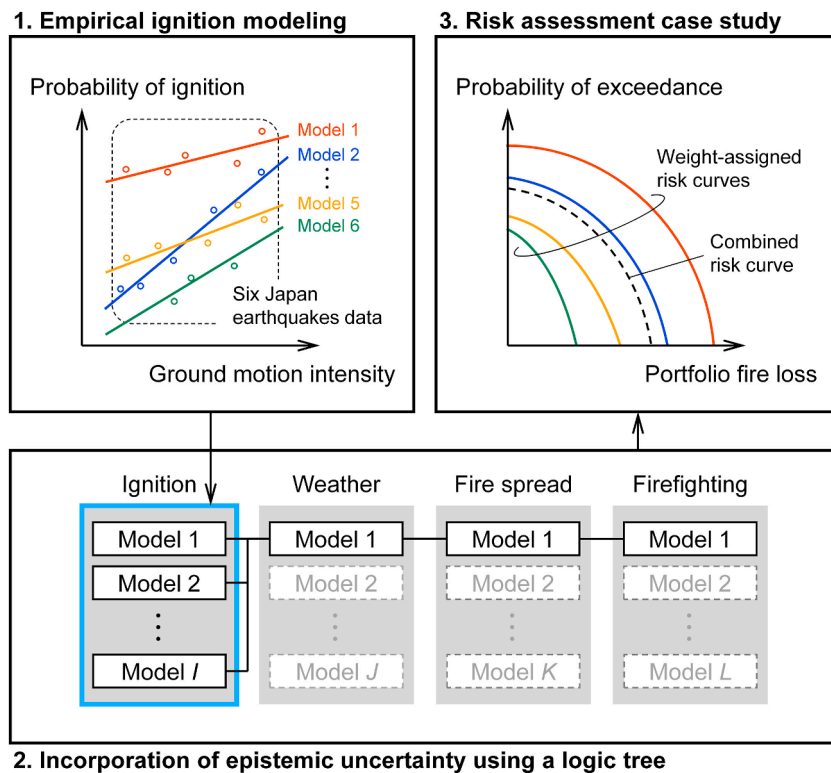 1. Empirical ignition modeling
Probability of ignition
Model 1
Model 2
⋮
Model 5
Model 6
Six Japan
earthquakes data
Ground motion intensity
3. Risk assessment case study
Probability of exceedance
Weight-assigned
risk curves
Combined
risk curve
Portfolio fire loss
Ignition
Model 1
Model 2
⋮
Model I
Weather
Model 1
Model 2
⋮
Model J
Fire spread
Model 1
Model 2
⋮
Model K
Firefighting
Model 1
Model 2
⋮
Model L
2. Incorporation of epistemic uncertainty using a logic tree